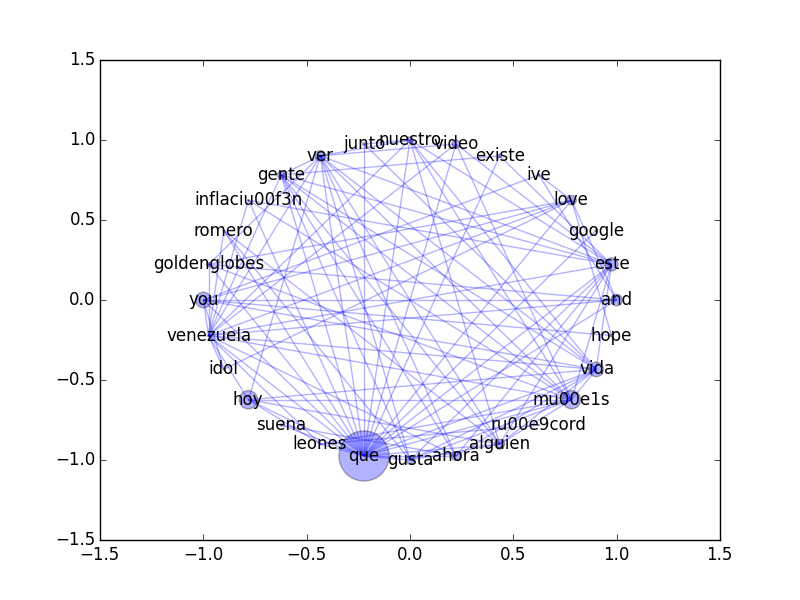 1.5
junto nuestro video
1.0
ver existe
gente ive
inflaciu00f3n love
0.5
romero google
goldenglobes este
0.0
you and
venezuela hope
idol vida
−0.5
hoy mu00e1s
suena ru00e9cord
leones alguien
−1.0
que gusta ahora
−1.5
−1.5 −1.0 −0.5 0.0 0.5 1.0 1.5